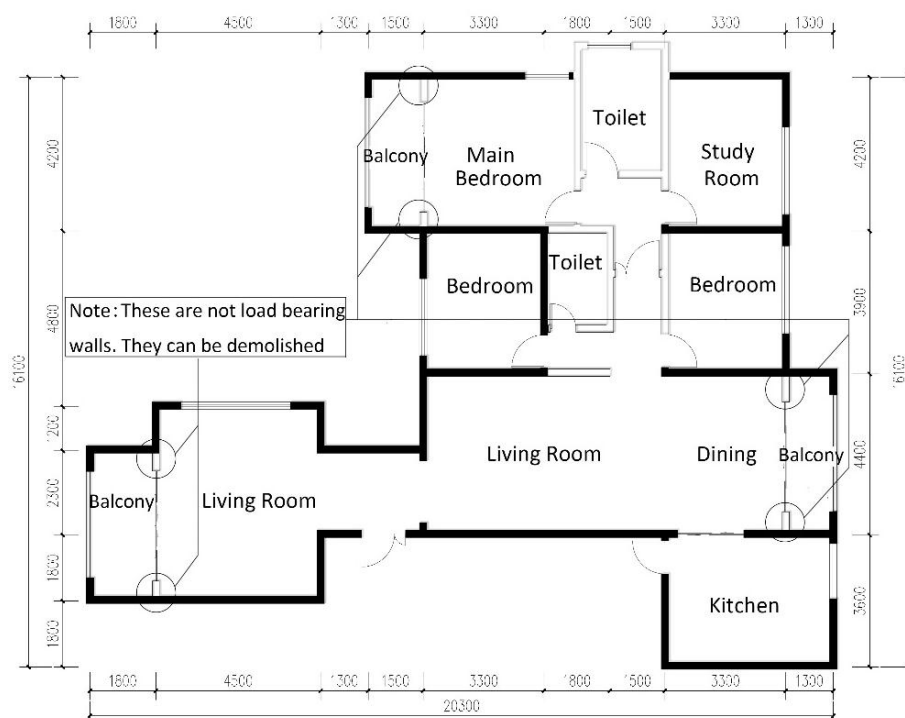 1800 4500 1300 1500 3300 1800 1500 3300 1300
Toilet
4200 Balcony Main Study 4200
Bedroom Room
Toilet
Bedroom Bedroom
4800 3900
Note: These are not load bearing
walls. They can be demolished
16100 16100
1200
Living Room Dining Balcony 4400
2300 Balcony Living Room
1800
Kitchen 3600
1800
1800 4500 1300 1500 3300 1800 1500 3300 1300
20300